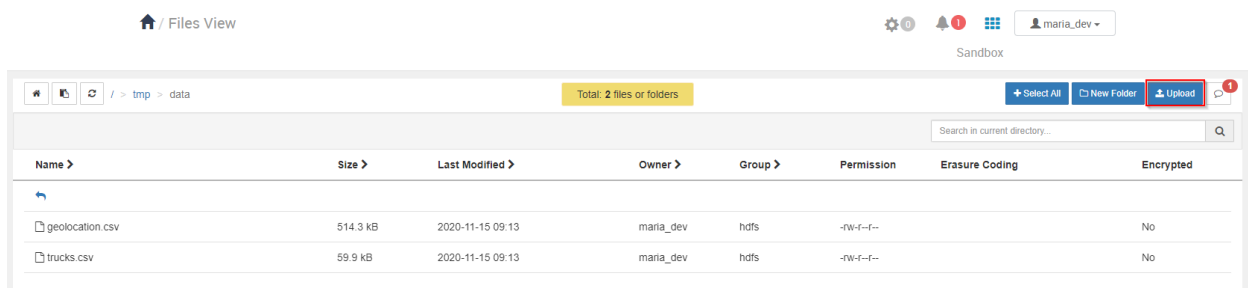 / Files View
0
1
maria_dev
Sandbox
/ > tmp > data
Total: 2 files or folders
+ Select All
New Folder
Upload
1
Search in current directory...
Name Size Last Modified Owner Group Permission Erasure Coding Encrypted
geolocation.csv 514.3 kB 2020-11-15 09:13 maria_dev hdfs -rw-r--r-- No
trucks.csv 59.9 kB 2020-11-15 09:13 maria_dev hdfs -rw-r--r-- No